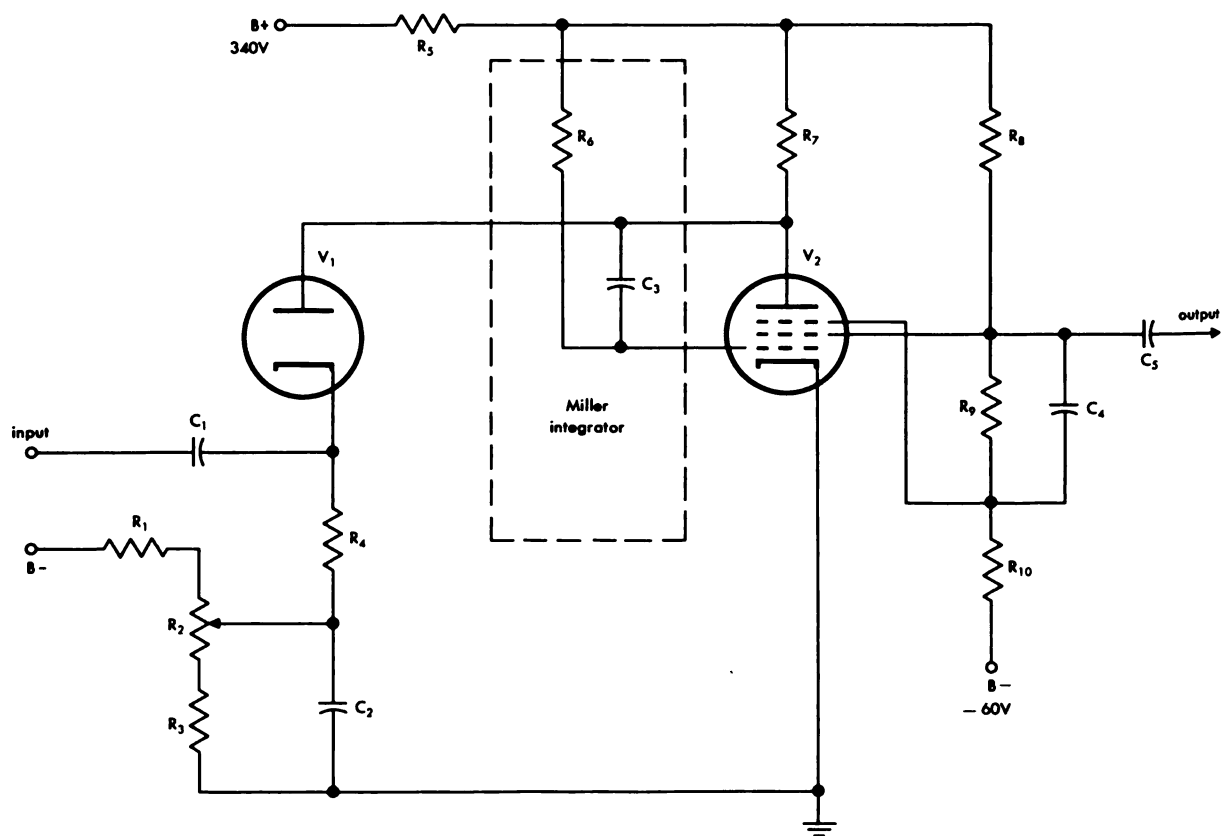 B+
340V
R5
R6
R7
R8
V1
V2
C3
output
C5
R9
C4
Miller
integrator
input
C1
R1
B-
R4
R2
R10
R3
C2
B-
- 60V